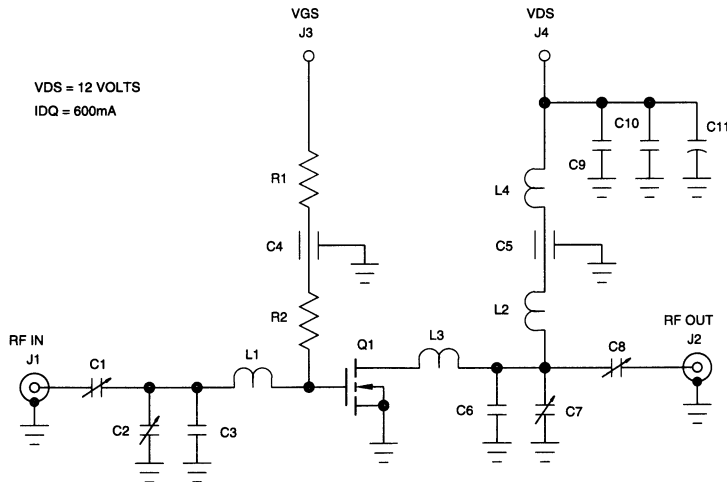 VGS
J3
VDS
J4
VDS = 12 VOLTS
IDQ = 600mA
C10
C11
C9
R1
L4
C4
C5
R2
L2
Q1
L3
RF IN
J1
C1
L1
C8
RF OUT
J2
C2
C3
C6
C7